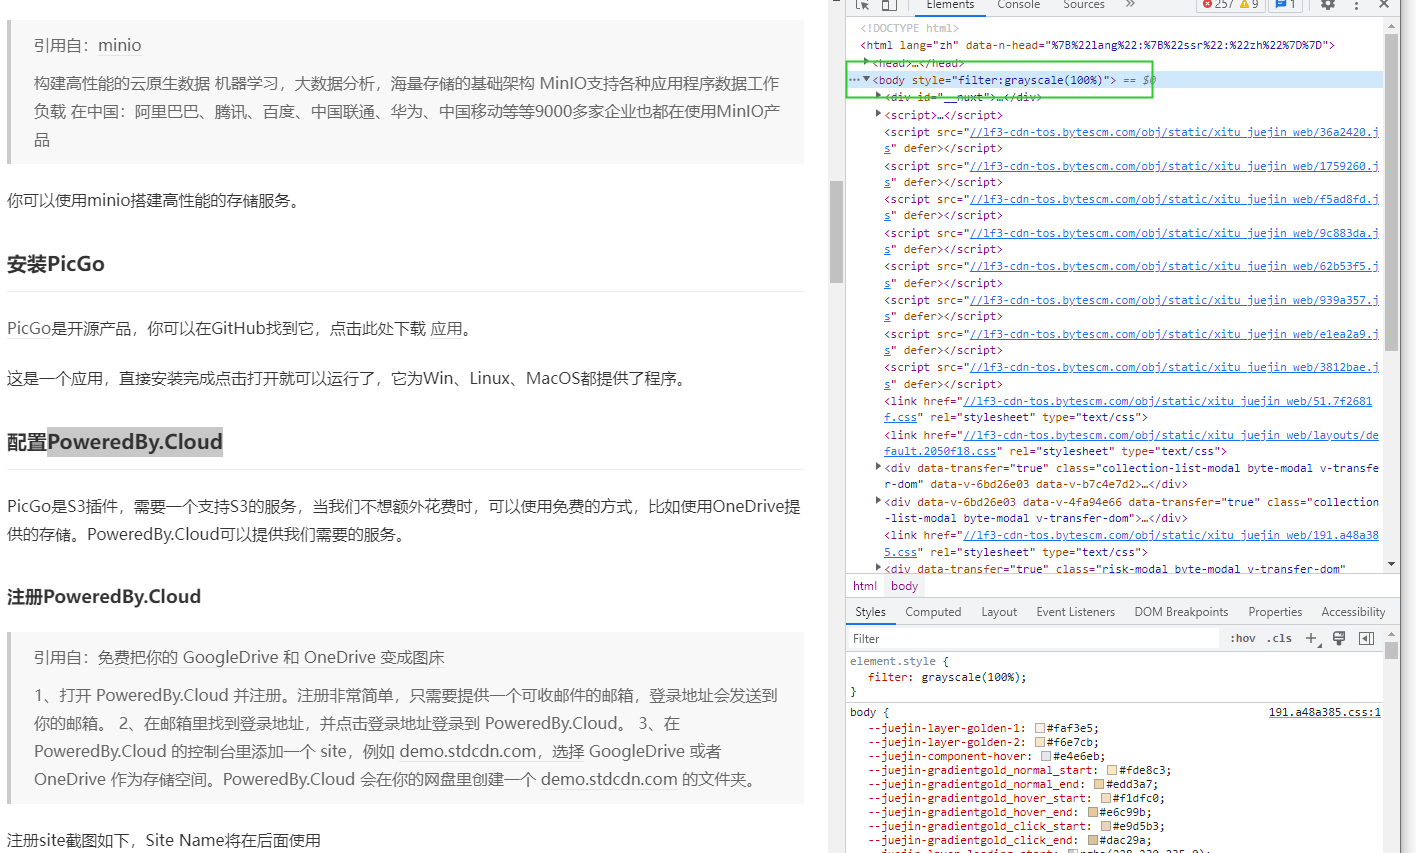 引用自：minio
构建高性能的云原生数据 机器学习，大数据分析，海量存储的基础架构 MinIO支持各种应用程序数据工作
负载 在中国：阿里巴巴、腾讯、百度、中国联通、华为、中国移动等等9000多家企业也都在使用MinIO产
品
你可以使用minio搭建高性能的存储服务。
安装PicGo
PicGo是开源产品，你可以在GitHub找到它，点击此处下载 应用。
这是一个应用，直接安装完成点击打开就可以运行了，它为Win、Linux、MacOS都提供了程序。
配置PoweredBy.Cloud
PicGo是S3插件，需要一个支持S3的服务，当我们不想额外花费时，可以使用免费的方式，比如使用OneDrive提
供的存储。PoweredBy.Cloud可以提供我们需要的服务。
注册PoweredBy.Cloud
引用自：免费把你的 GoogleDrive 和 OneDrive 变成图床
1、打开 PoweredBy.Cloud 并注册。注册非常简单，只需要提供一个可收邮件的邮箱，登录地址会发送到
你的邮箱。 2、在邮箱里找到登录地址，并点击登录地址登录到 PoweredBy.Cloud。 3、在
PoweredBy.Cloud 的控制台里添加一个 site，例如 demo.stdcdn.com，选择 GoogleDrive 或者
OneDrive 作为存储空间。PoweredBy.Cloud 会在你的网盘里创建一个 demo.stdcdn.com 的文件夹。
注册site截图如下，Site Name将在后面使用
Elements Console Sources » 257 9 1
<!DOCTYPE html>
<html lang="zh" data-n-head="%7B%22lang%22:%7B%22ssr%22:%22zh%22%7D%7D">
<head>…</head>
<body style="filter:grayscale(100%)"> == $0
<div id="__nuxt">…</div>
<script>…</script>
<script src="//lf3-cdn-tos.bytescm.com/obj/static/xitu_juejin_web/36a2420.j
s" defer></script>
<script src="//lf3-cdn-tos.bytescm.com/obj/static/xitu_juejin_web/1759260.j
s" defer></script>
<script src="//lf3-cdn-tos.bytescm.com/obj/static/xitu_juejin_web/f5ad8fd.j
s" defer></script>
<script src="//lf3-cdn-tos.bytescm.com/obj/static/xitu_juejin_web/9c883da.j
s" defer></script>
<script src="//lf3-cdn-tos.bytescm.com/obj/static/xitu_juejin_web/62b53f5.j
s" defer></script>
<script src="//lf3-cdn-tos.bytescm.com/obj/static/xitu_juejin_web/939a357.j
s" defer></script>
<script src="//lf3-cdn-tos.bytescm.com/obj/static/xitu_juejin_web/e1ea2a9.j
s" defer></script>
<script src="//lf3-cdn-tos.bytescm.com/obj/static/xitu_juejin_web/3812bae.j
s" defer></script>
<link href="//lf3-cdn-tos.bytescm.com/obj/static/xitu_juejin_web/51.7f2681
f.css" rel="stylesheet" type="text/css">
<link href="//lf3-cdn-tos.bytescm.com/obj/static/xitu_juejin_web/layouts/de
fault.2050f18.css" rel="stylesheet" type="text/css">
<div data-transfer="true" class="collection-list-modal byte-modal v-transfe
r-dom" data-v-6bd26e03 data-v-b7c4e7d2>…</div>
<div data-v-6bd26e03 data-v-4fa94e66 data-transfer="true" class="collection
-list-modal byte-modal v-transfer-dom">…</div>
<link href="//lf3-cdn-tos.bytescm.com/obj/static/xitu_juejin_web/191.a48a38
5.css" rel="stylesheet" type="text/css">
<div data-transfer="true" class="risk-modal byte-modal v-transfer-dom"
html body
Styles Computed Layout Event Listeners DOM Breakpoints Properties Accessibility
Filter :hov .cls +
element.style {
filter: grayscale(100%);
}
body { 191.a48a385.css:1
--juejin-layer-golden-1: #faf3e5;
--juejin-layer-golden-2: #f6e7cb;
--juejin-component-hover: #e4e6eb;
--juejin-gradientgold_normal_start: #fde8c3;
--juejin-gradientgold_normal_end: #edd3a7;
--juejin-gradientgold_hover_start: #f1dfc0;
--juejin-gradientgold_hover_end: #e6c99b;
--juejin-gradientgold_click_start: #e9d5b3;
--juejin-gradientgold_click_end: #dac29a;